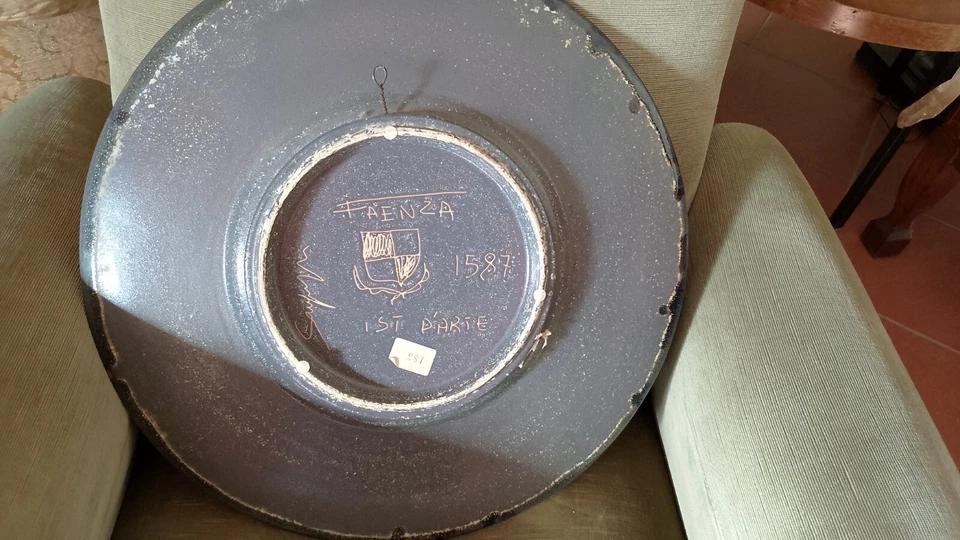 FAENZA
1587
IST D'ARTE